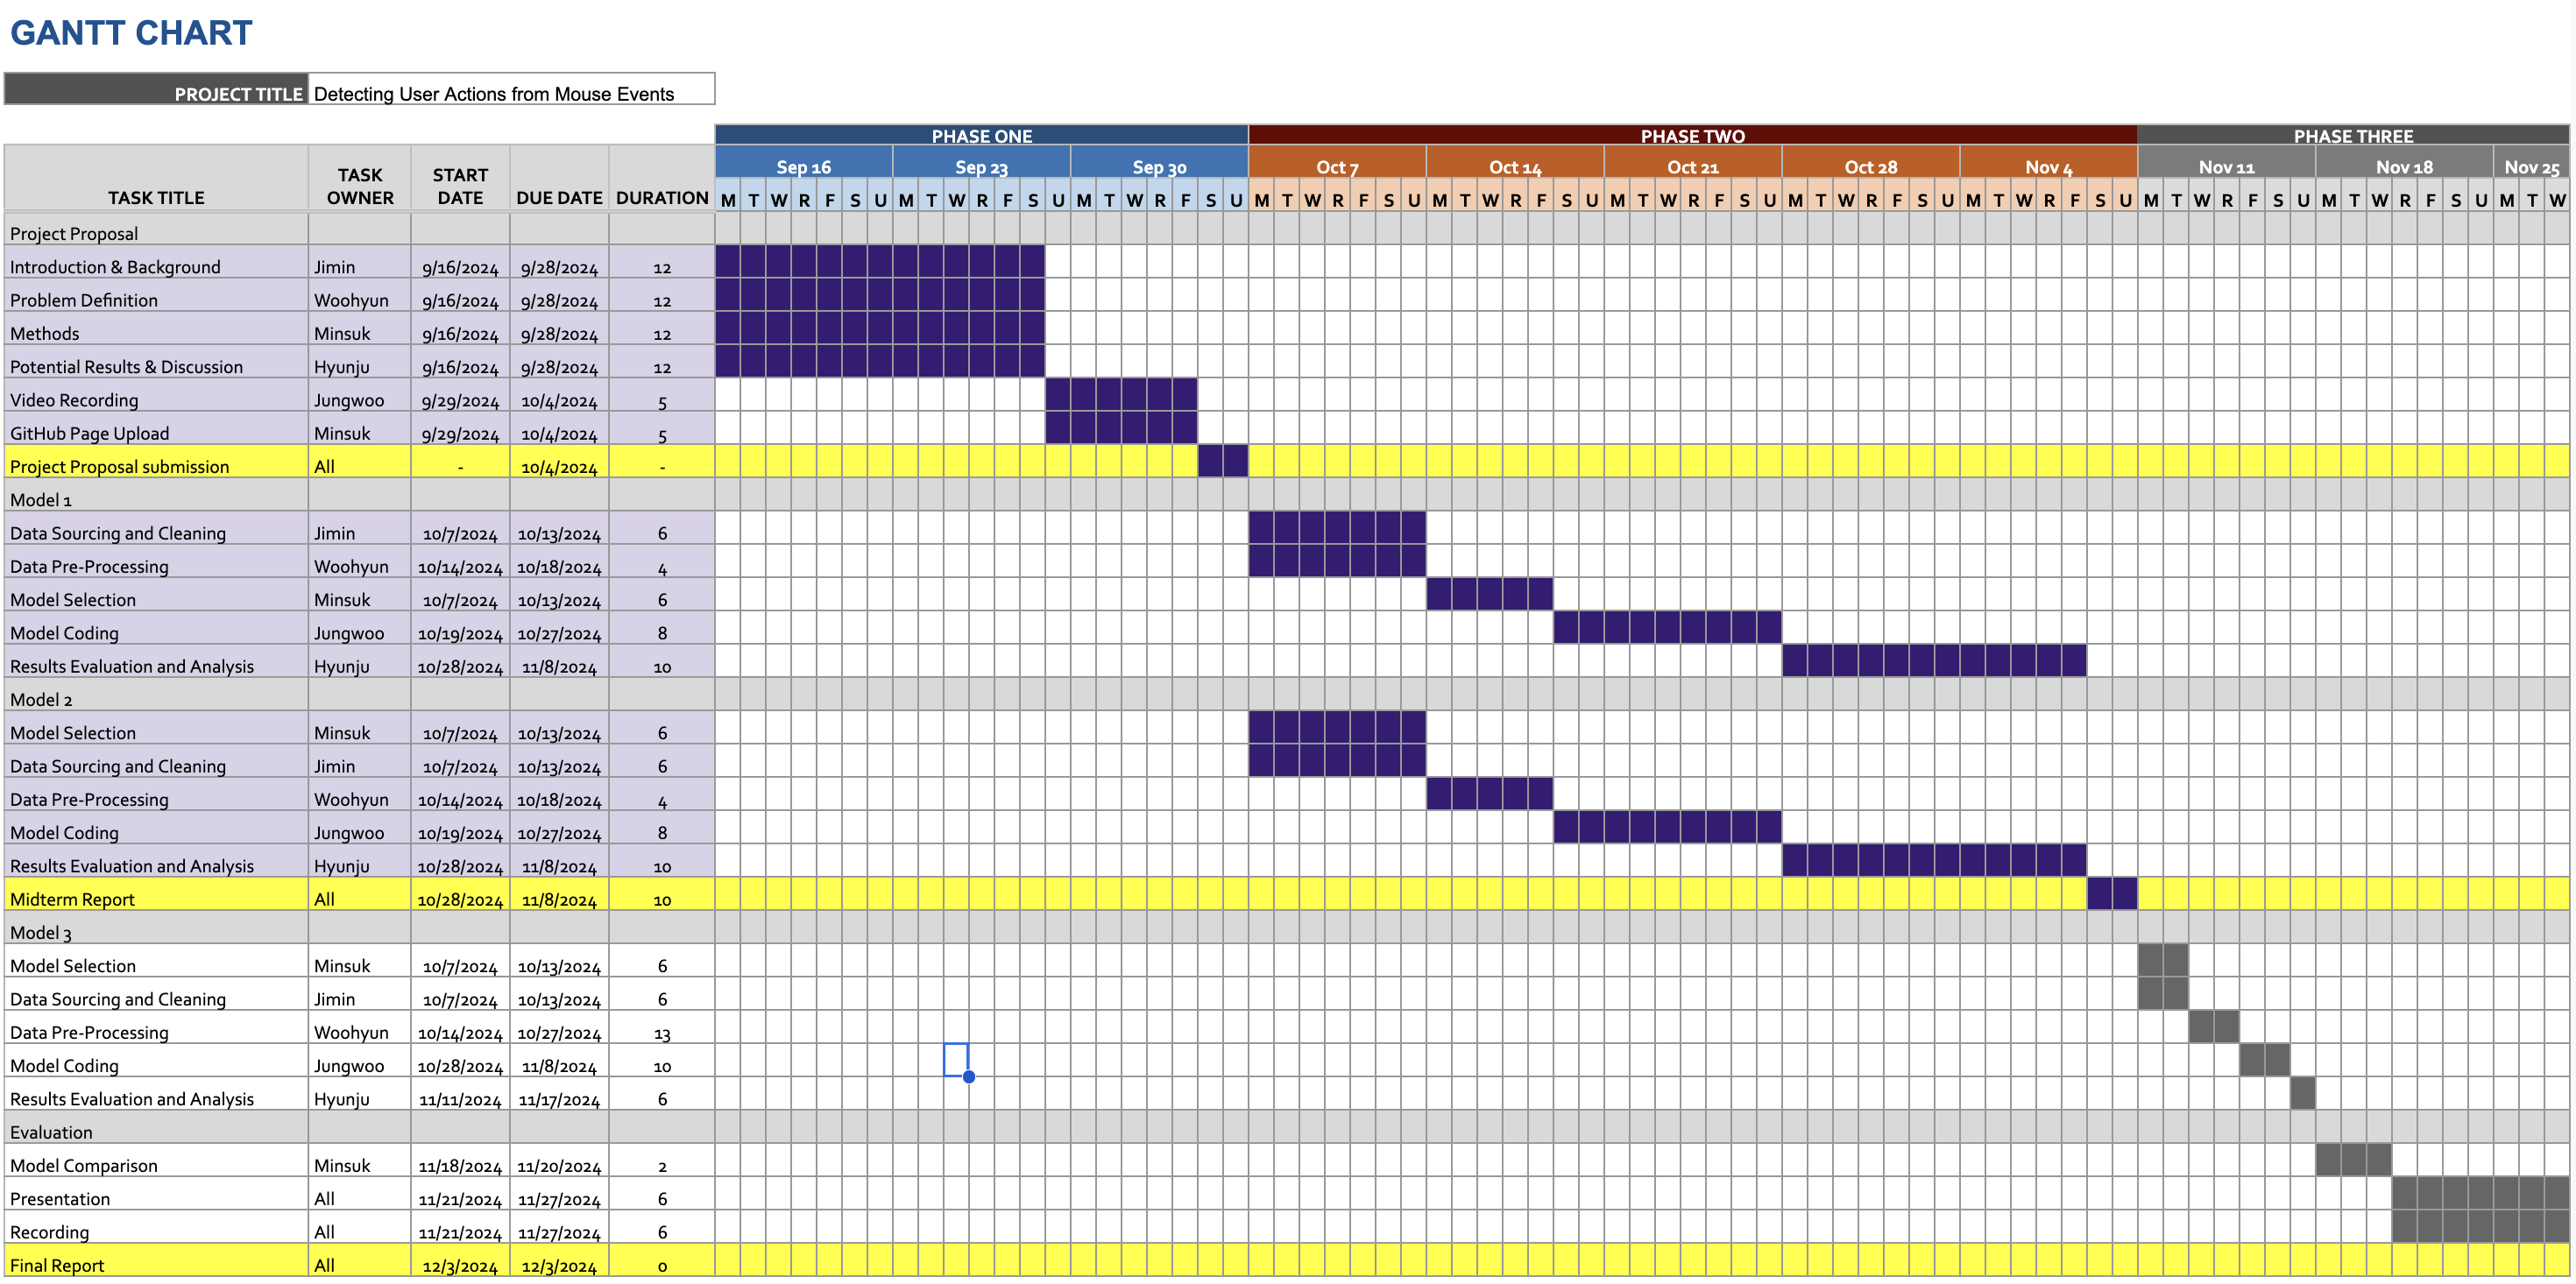 GANTT CHART
PROJECT TITLE Detecting User Actions from Mouse Events
PHASE ONE PHASE TWO PHASE THREE
Sep 16 Sep 23 Sep 30 Oct 7 Oct 14 Oct 21 Oct 28 Nov 4 Nov 11 Nov 18 Nov 25
TASK TITLE TASK OWNER START DATE DUE DATE DURATION M T W R F S U M T W R F S U M T W R F S U M T W R F S U M T W R F S U M T W R F S U M T W R F S U M T W R F S U M T W R F S U M T W R F S U M T W
Project Proposal
Introduction & Background Jimin 9/16/2024 9/28/2024 12
Problem Definition Woohyun 9/16/2024 9/28/2024 12
Methods Minsuk 9/16/2024 9/28/2024 12
Potential Results & Discussion Hyunju 9/16/2024 9/28/2024 12
Video Recording Jungwoo 9/29/2024 10/4/2024 5
GitHub Page Upload Minsuk 9/29/2024 10/4/2024 5
Project Proposal submission All - 10/4/2024 -
Model 1
Data Sourcing and Cleaning Jimin 10/7/2024 10/13/2024 6
Data Pre-Processing Woohyun 10/14/2024 10/18/2024 4
Model Selection Minsuk 10/7/2024 10/13/2024 6
Model Coding Jungwoo 10/19/2024 10/27/2024 8
Results Evaluation and Analysis Hyunju 10/28/2024 11/8/2024 10
Model 2
Model Selection Minsuk 10/7/2024 10/13/2024 6
Data Sourcing and Cleaning Jimin 10/7/2024 10/13/2024 6
Data Pre-Processing Woohyun 10/14/2024 10/18/2024 4
Model Coding Jungwoo 10/19/2024 10/27/2024 8
Results Evaluation and Analysis Hyunju 10/28/2024 11/8/2024 10
Midterm Report All 10/28/2024 11/8/2024 10
Model 3
Model Selection Minsuk 10/7/2024 10/13/2024 6
Data Sourcing and Cleaning Jimin 10/7/2024 10/13/2024 6
Data Pre-Processing Woohyun 10/14/2024 10/27/2024 13
Model Coding Jungwoo 10/28/2024 11/8/2024 10
Results Evaluation and Analysis Hyunju 11/11/2024 11/17/2024 6
Evaluation
Model Comparison Minsuk 11/18/2024 11/20/2024 2
Presentation All 11/21/2024 11/27/2024 6
Recording All 11/21/2024 11/27/2024 6
Final Report All 12/3/2024 12/3/2024 0